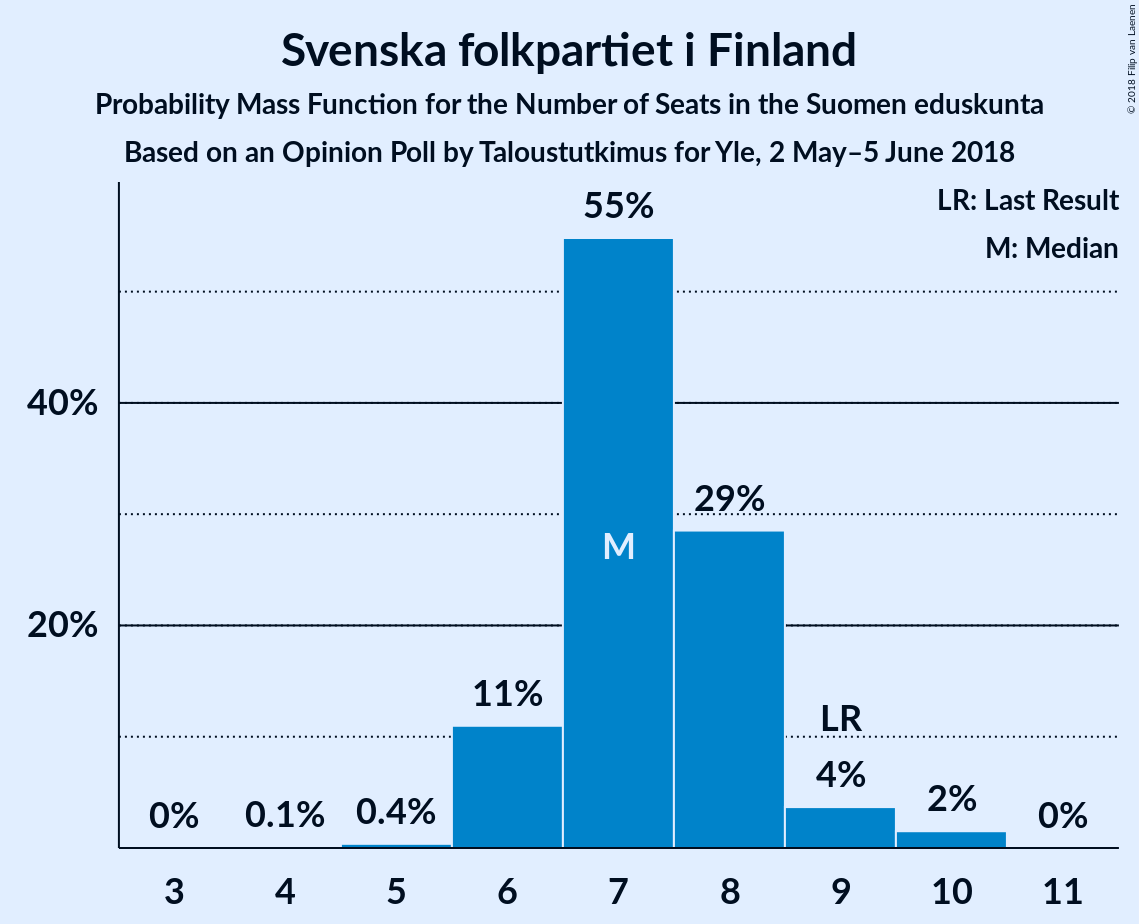 Svenska folkpartiet i Finland
Probability Mass Function for the Number of Seats in the Suomen eduskunta
Based on an Opinion Poll by Taloustutkimus for Yle, 2 May–5 June 2018
© 2018 Filip van Laenen
LR: Last Result
M: Median
55%
40%
29%
M
20%
11%
LR
4%
2%
0%
0.1%
0.4%
0%
3 4 5 6 7 8 9 10 11